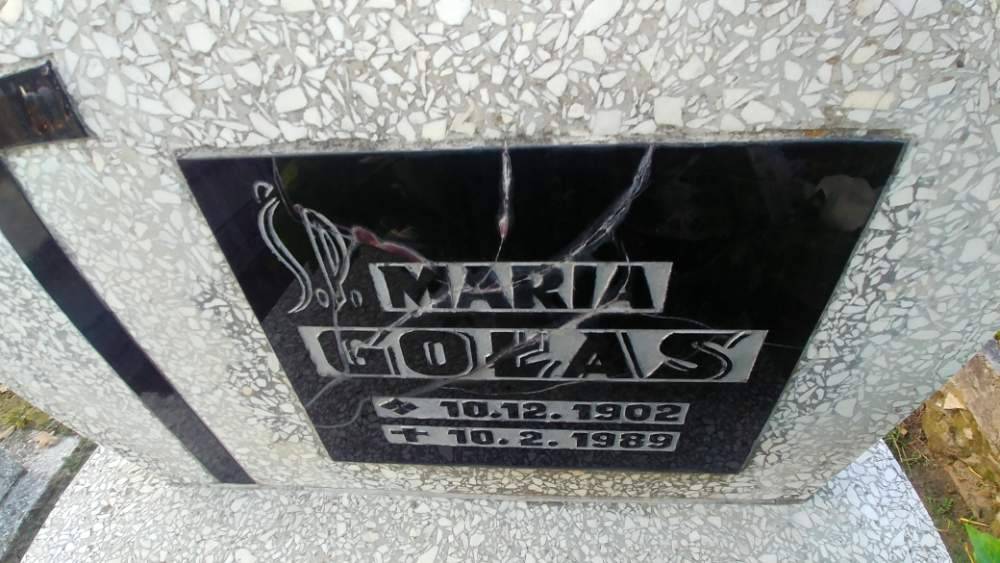 Ś.P. MARIA
GOŁAS
10.12.1902
✝ 10.2.1989